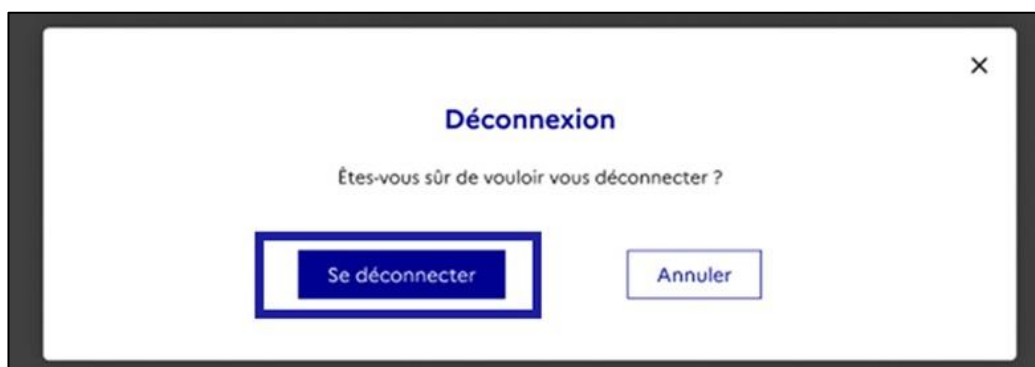 Déconnexion
Êtes-vous sûr de vouloir vous déconnecter ?
Se déconnecter
Annuler